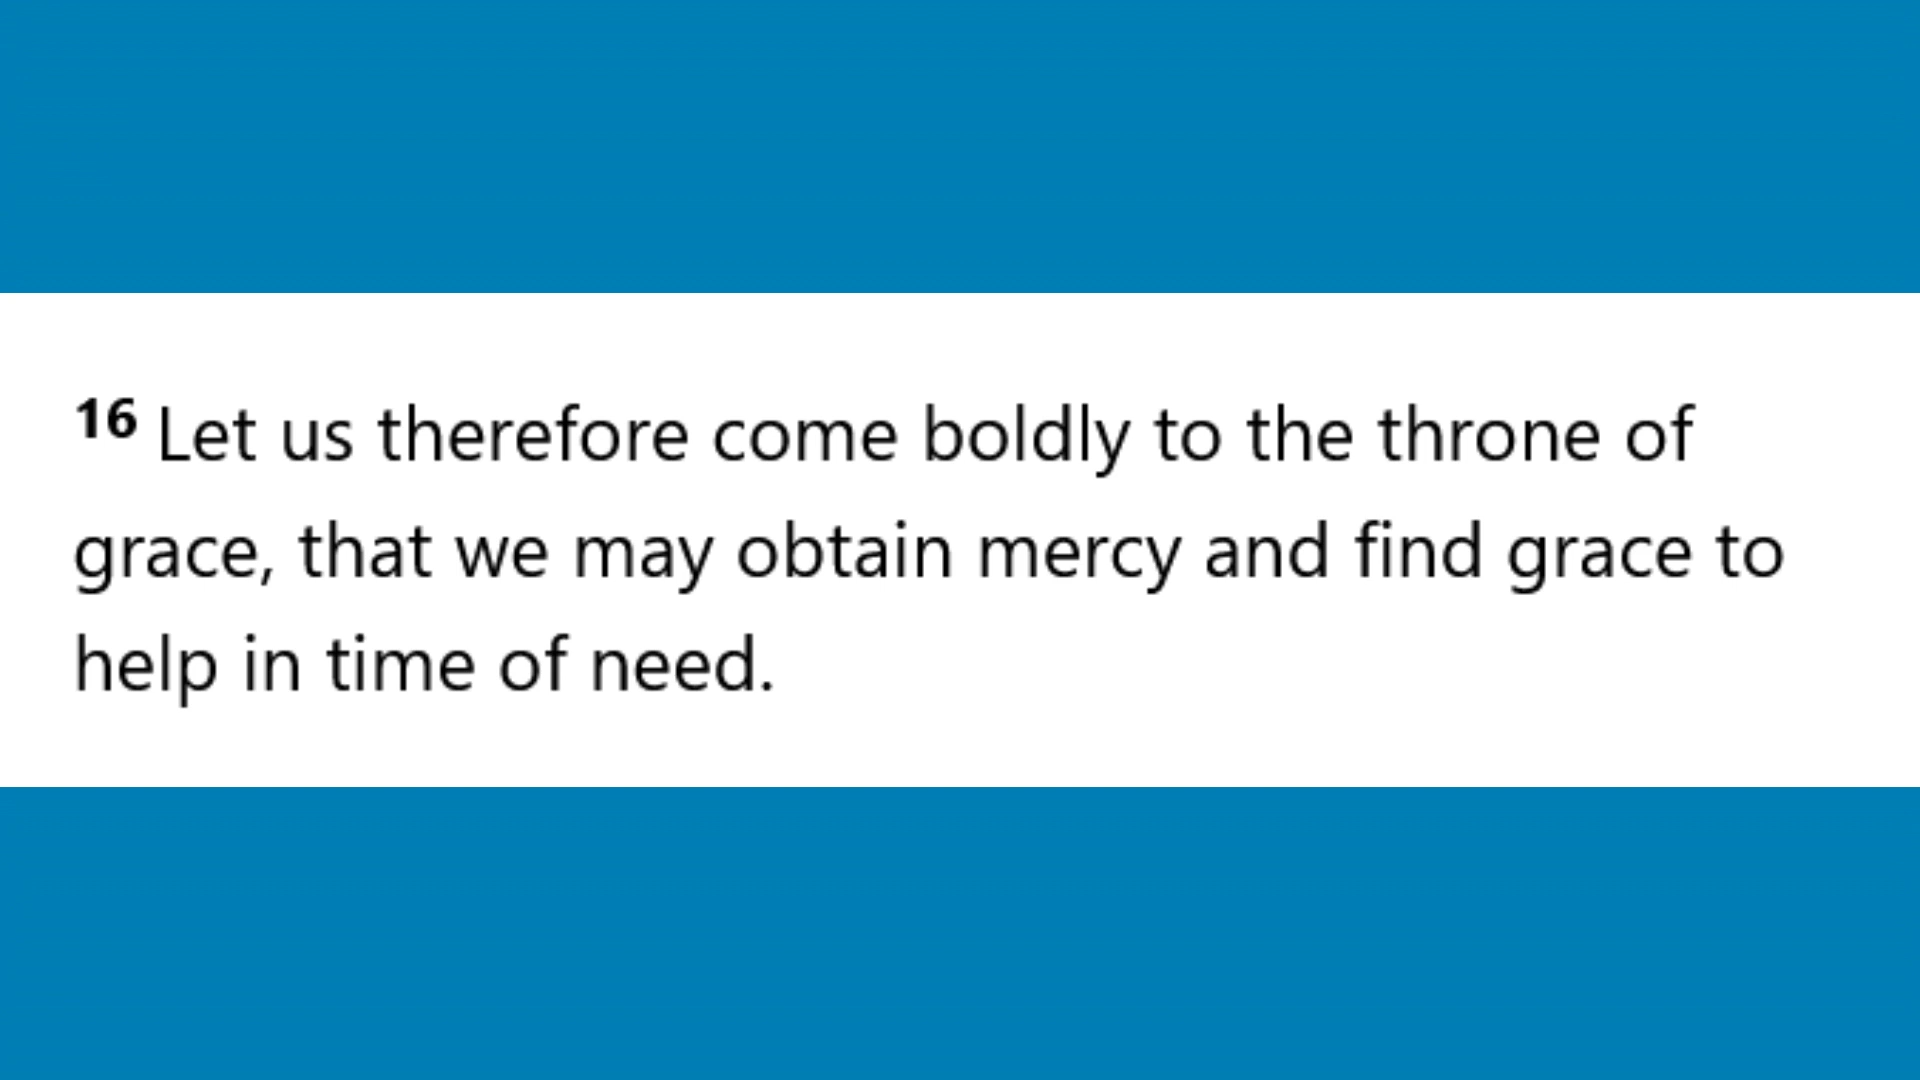 16 Let us therefore come boldly to the throne of
grace, that we may obtain mercy and find grace to
help in time of need.